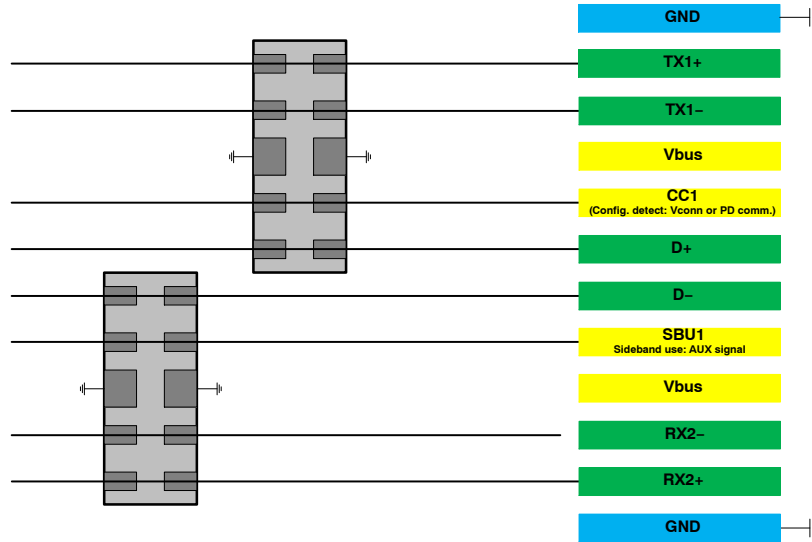 GND
TX1+
TX1−
Vbus
CC1
(Config. detect: Vconn or PD comm.)
D+
D−
SBU1
Sideband use: AUX signal
Vbus
RX2−
RX2+
GND